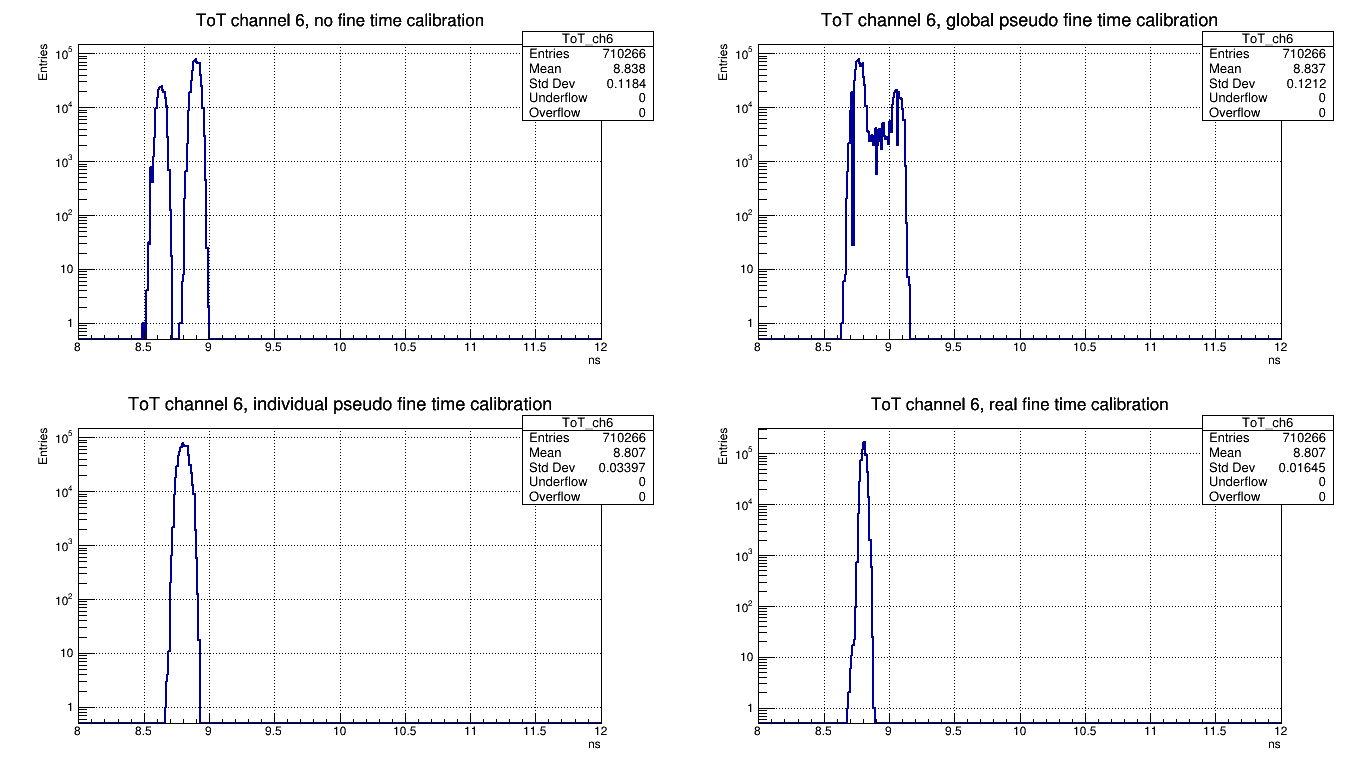 ToT channel 6, no fine time calibration
Entries
ToT_ch6
Entries 710266
Mean 8.838
Std Dev 0.1184
Underflow 0
Overflow 0
10^5
10^4
10^3
10^2
10
1
8 8.5 9 9.5 10 10.5 11 11.5 12
ns
ToT channel 6, global pseudo fine time calibration
Entries
ToT_ch6
Entries 710266
Mean 8.837
Std Dev 0.1212
Underflow 0
Overflow 0
10^5
10^4
10^3
10^2
10
1
8 8.5 9 9.5 10 10.5 11 11.5 12
ns
ToT channel 6, individual pseudo fine time calibration
Entries
ToT_ch6
Entries 710266
Mean 8.807
Std Dev 0.03397
Underflow 0
Overflow 0
10^5
10^4
10^3
10^2
10
1
8 8.5 9 9.5 10 10.5 11 11.5 12
ns
ToT channel 6, real fine time calibration
Entries
ToT_ch6
Entries 710266
Mean 8.807
Std Dev 0.01645
Underflow 0
Overflow 0
10^5
10^4
10^3
10^2
10
1
8 8.5 9 9.5 10 10.5 11 11.5 12
ns